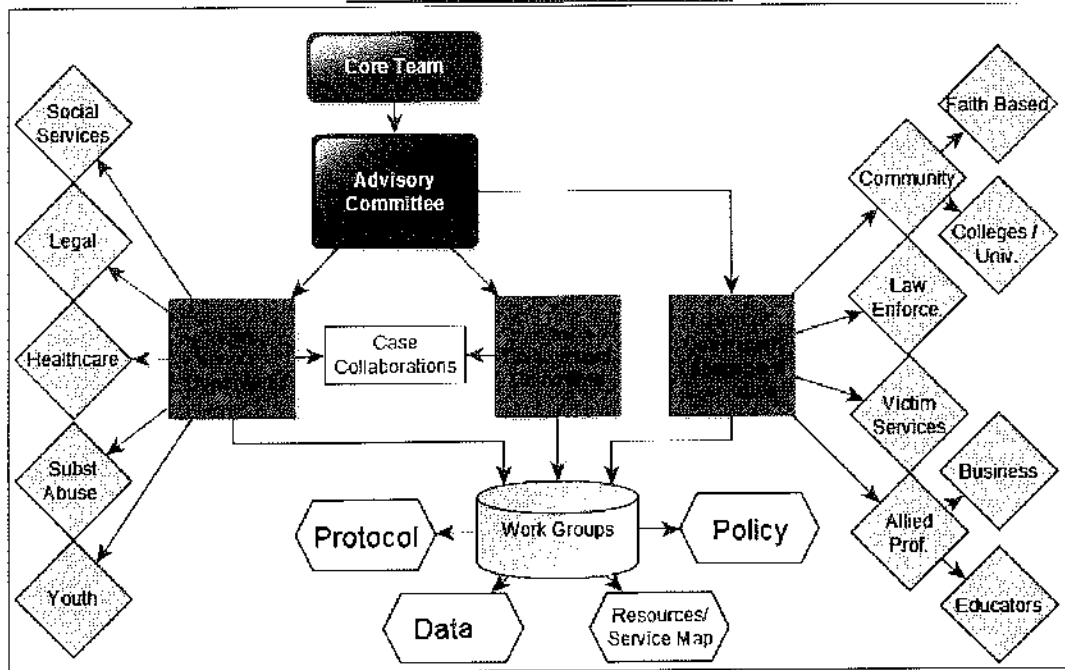 Core Team
Advisory
Committee
Social
Services
Legal
Healthcare
Subst
Abuse
Youth
Case
Collaborations
Faith Based
Community
Colleges /
Univ.
Law
Enforce.
Victim
Services
Business
Allied
Prof.
Educators
Work Groups
Protocol
Policy
Data
Resources/
Service Map